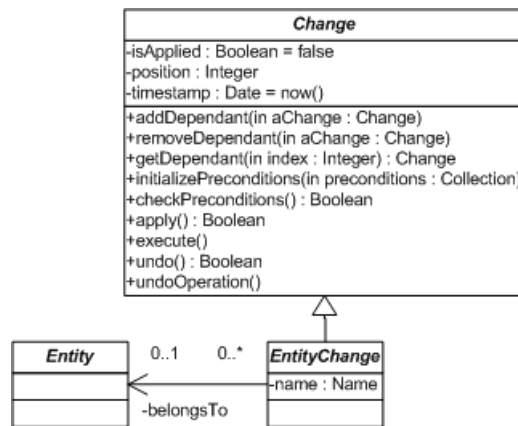 Change
-isApplied : Boolean = false
-position : Integer
-timestamp : Date = now()
+addDependant(in aChange : Change)
+removeDependant(in aChange : Change)
+getDependant(in index : Integer) : Change
+initializePreconditions(in preconditions : Collection)
+checkPreconditions() : Boolean
+apply() : Boolean
+execute()
+undo() : Boolean
+undoOperation()
Entity
0..1
0..*
EntityChange
-name : Name
-belongsTo